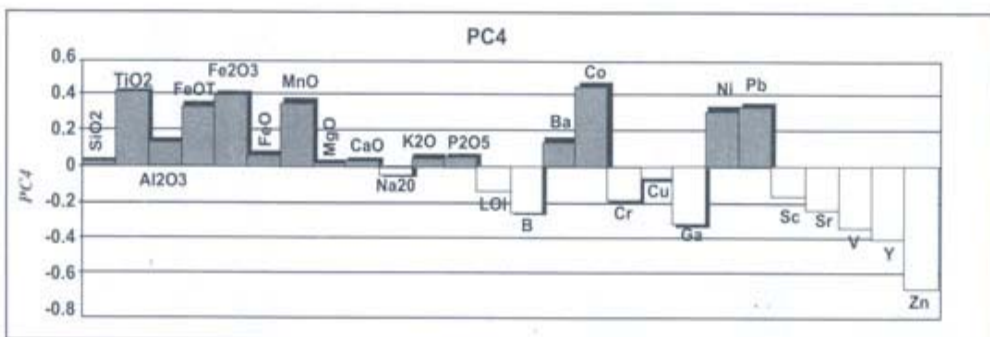 PC4
0.6
0.4
0.2
0
-0.2
-0.4
-0.6
-0.8
PC4
SiO2
TiO2
Al2O3
FeOT
Fe2O3
FeO
MnO
MgO
CaO
Na20
K2O
P2O5
LOI
B
Ba
Co
Cr
Cu
Ga
Ni
Pb
Sc
Sr
V
Y
Zn